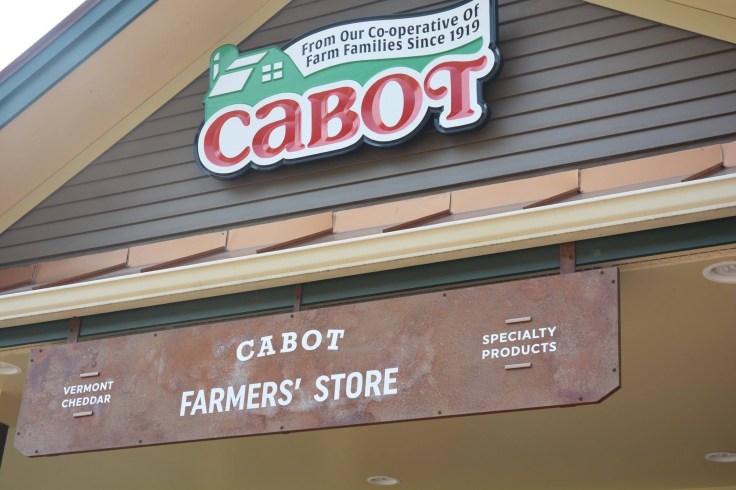 From Our Co-operative Of
Farm Families Since 1919
CABOT
CABOT
FARMERS' STORE
VERMONT
CHEDDAR
SPECIALTY
PRODUCTS